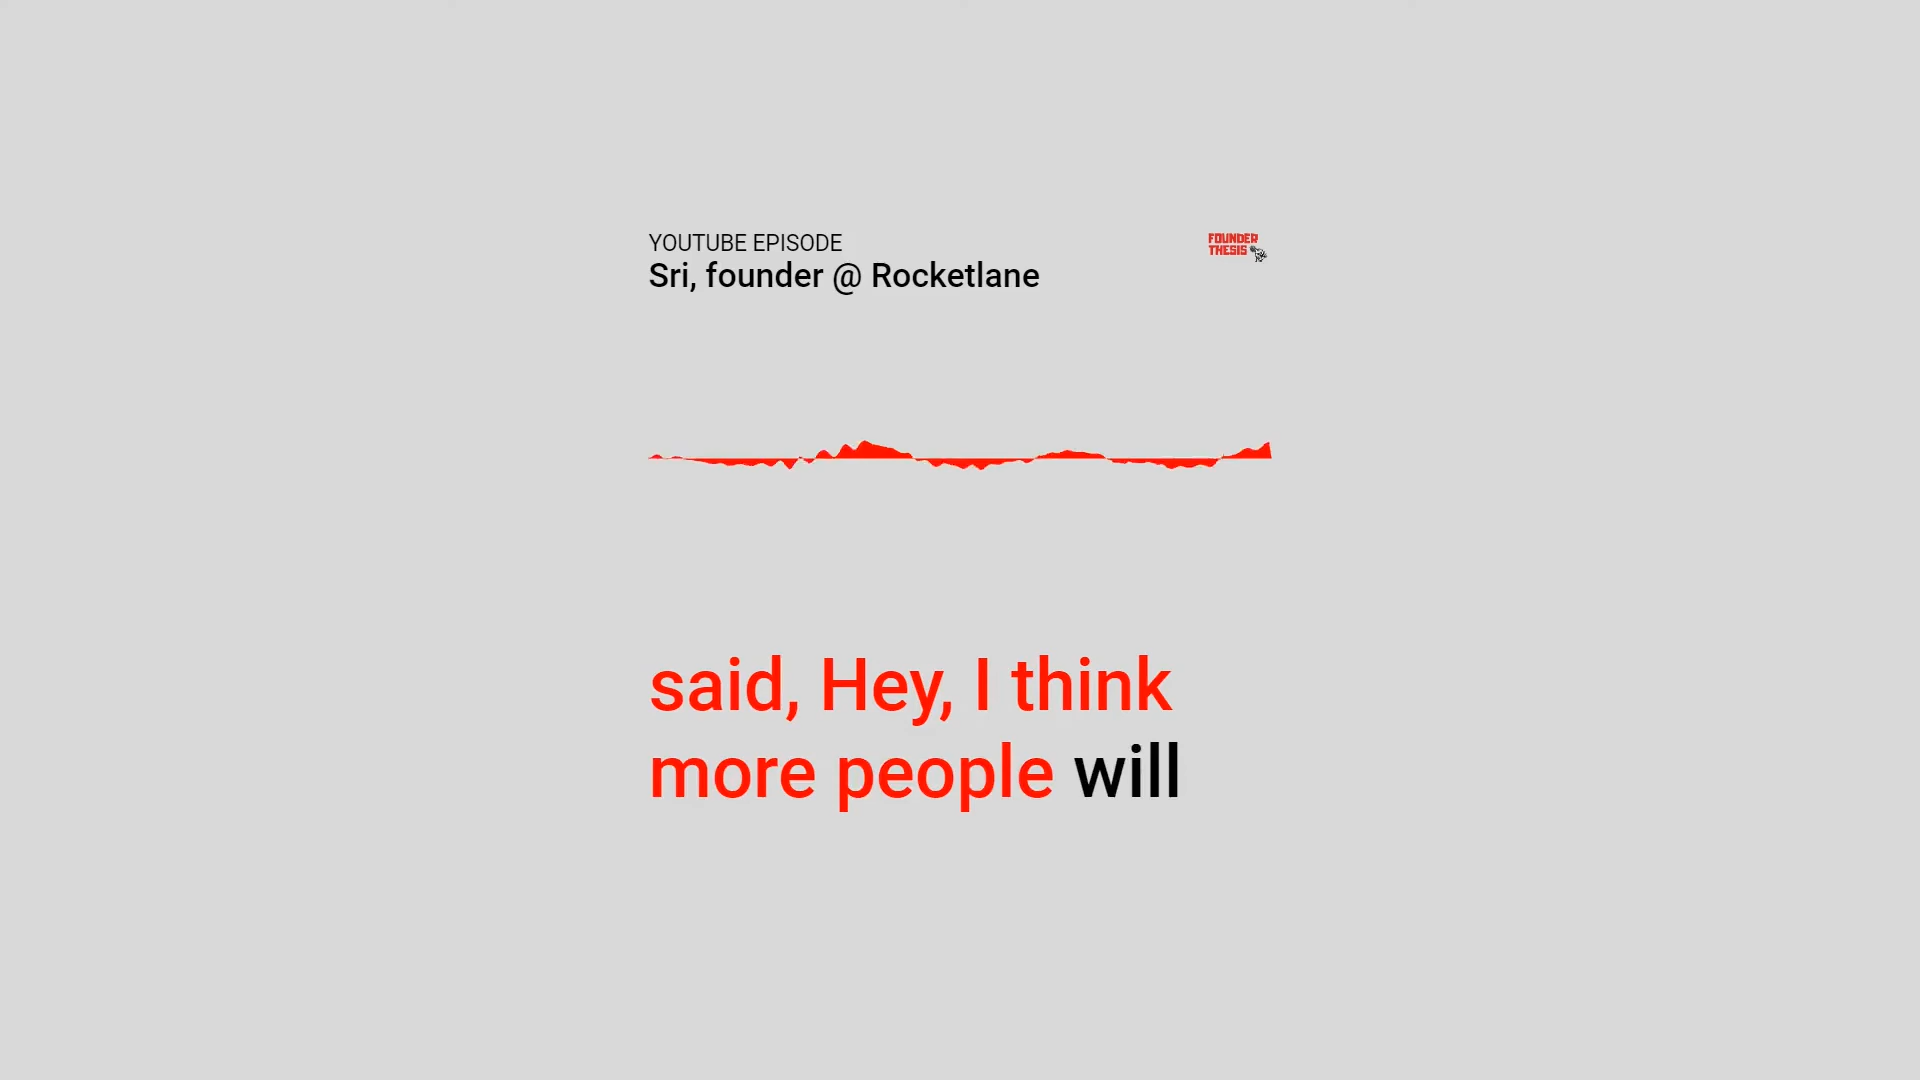 YOUTUBE EPISODE
Sri, founder @ Rocketlane
FOUNDER
THESIS
said, Hey, I think
more people will